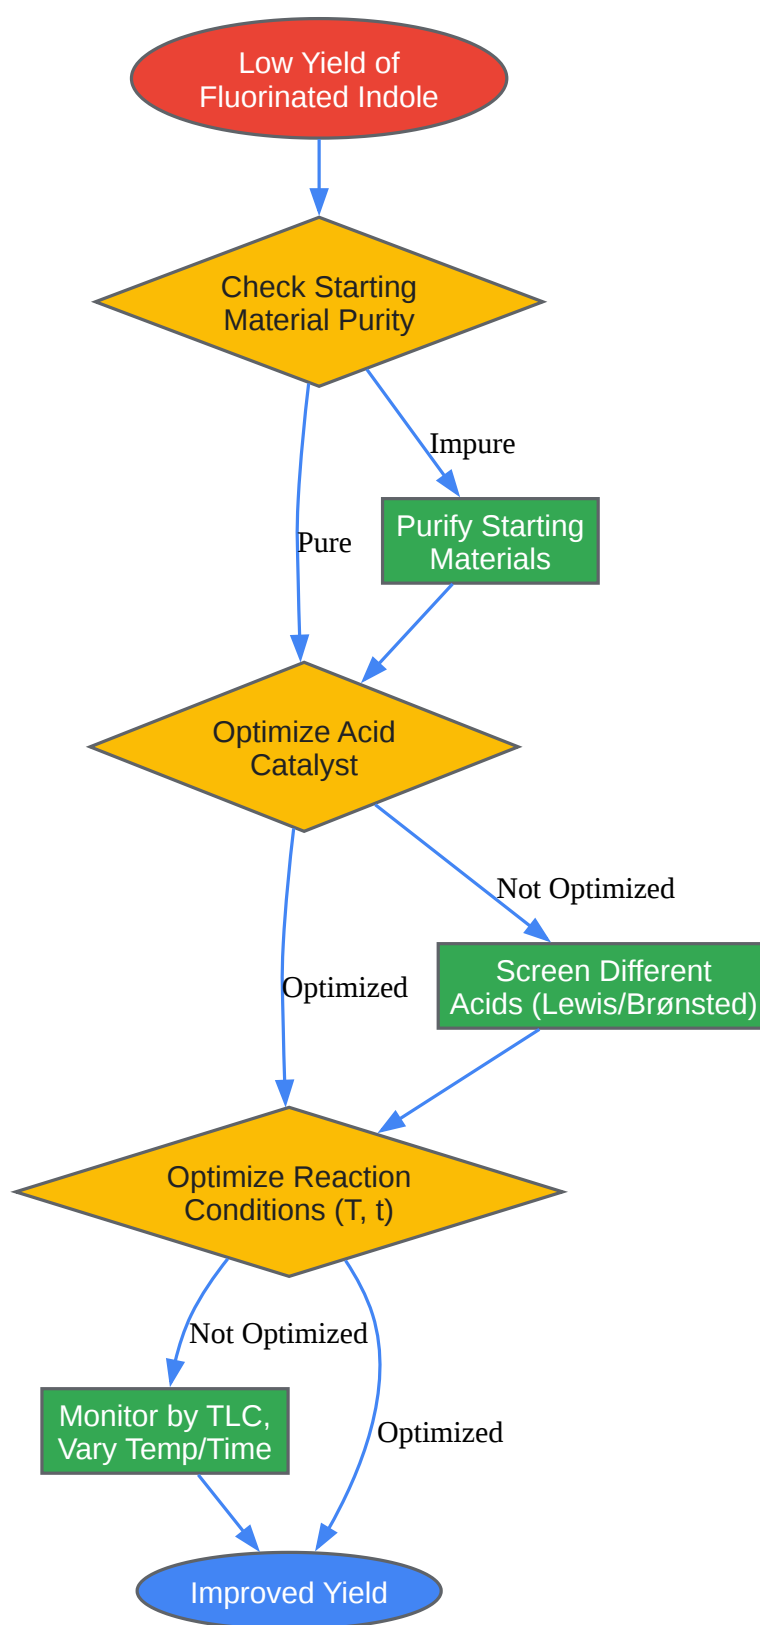 Low Yield of
Fluorinated Indole
Check Starting
Material Purity
Impure
Purify Starting
Materials
Pure
Optimize Acid
Catalyst
Not Optimized
Screen Different
Acids (Lewis/Brønsted)
Optimized
Optimize Reaction
Conditions (T, t)
Not Optimized
Monitor by TLC,
Vary Temp/Time
Optimized
Improved Yield